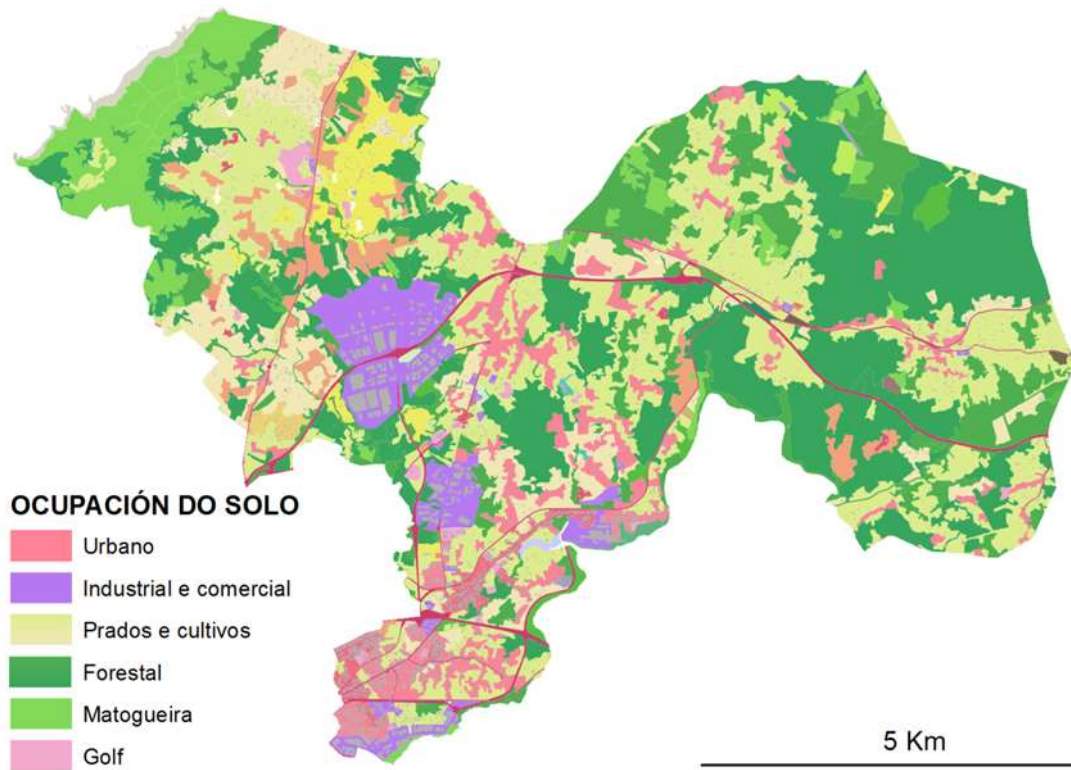 OCUPACIÓN DO SOLO
Urbano
Industrial e comercial
Prados e cultivos
Forestal
Matogueira
Golf
5 Km